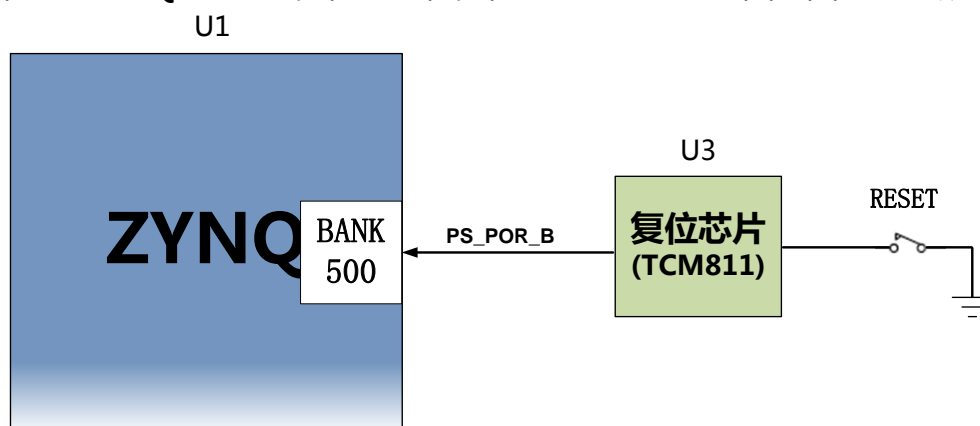 U1
U3
RESET
ZYNQ
BANK
500
PS_POR_B
复位芯片
(TCM811)